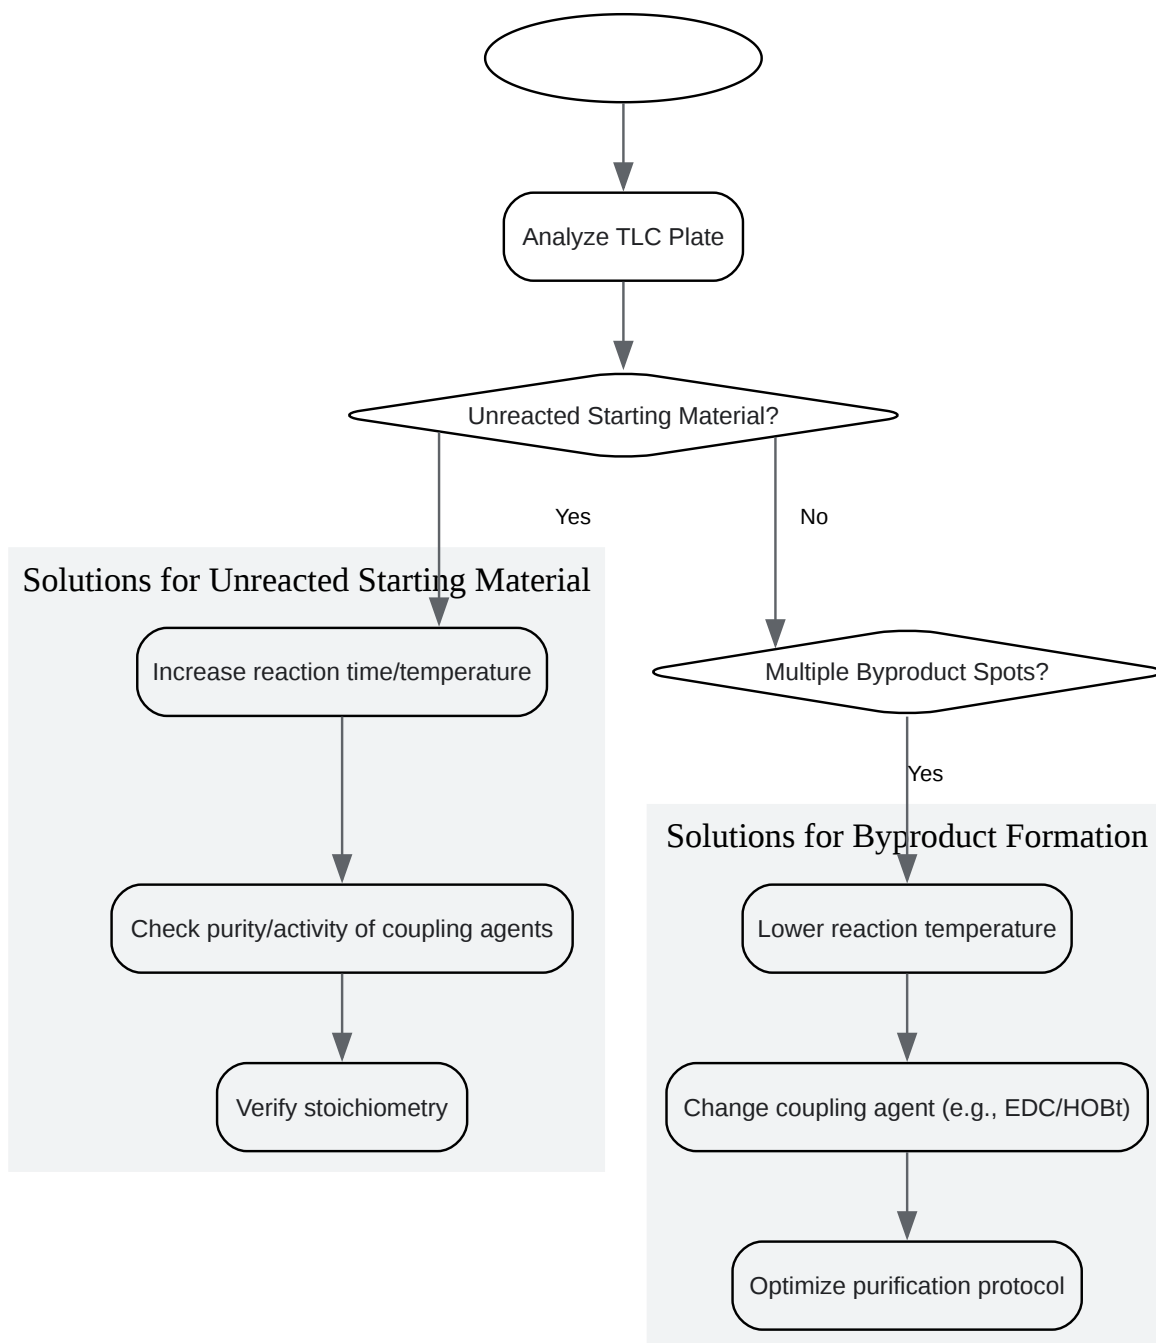 Analyze TLC Plate
Unreacted Starting Material?
Yes
No
Solutions for Unreacted Starting Material
Increase reaction time/temperature
Check purity/activity of coupling agents
Verify stoichiometry
Multiple Byproduct Spots?
Yes
Solutions for Byproduct Formation
Lower reaction temperature
Change coupling agent (e.g., EDC/HOBt)
Optimize purification protocol